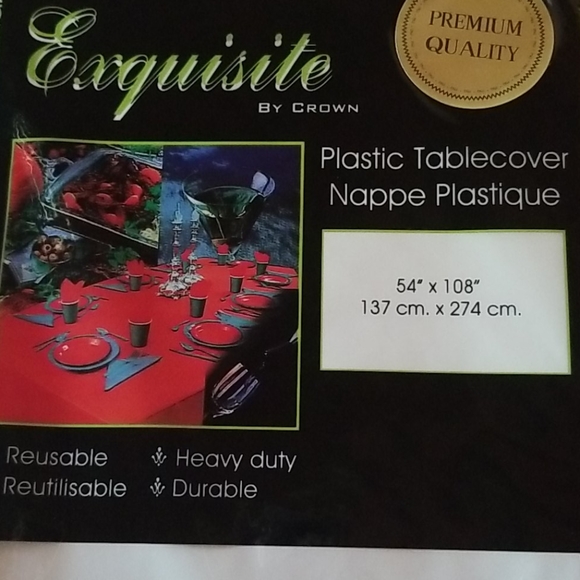 Exquisite
BY CROWN
PREMIUM
QUALITY
Plastic Tablecover
Nappe Plastique
54" x 108"
137 cm. x 274 cm.
Reusable
Heavy duty
Reutilisable
Durable